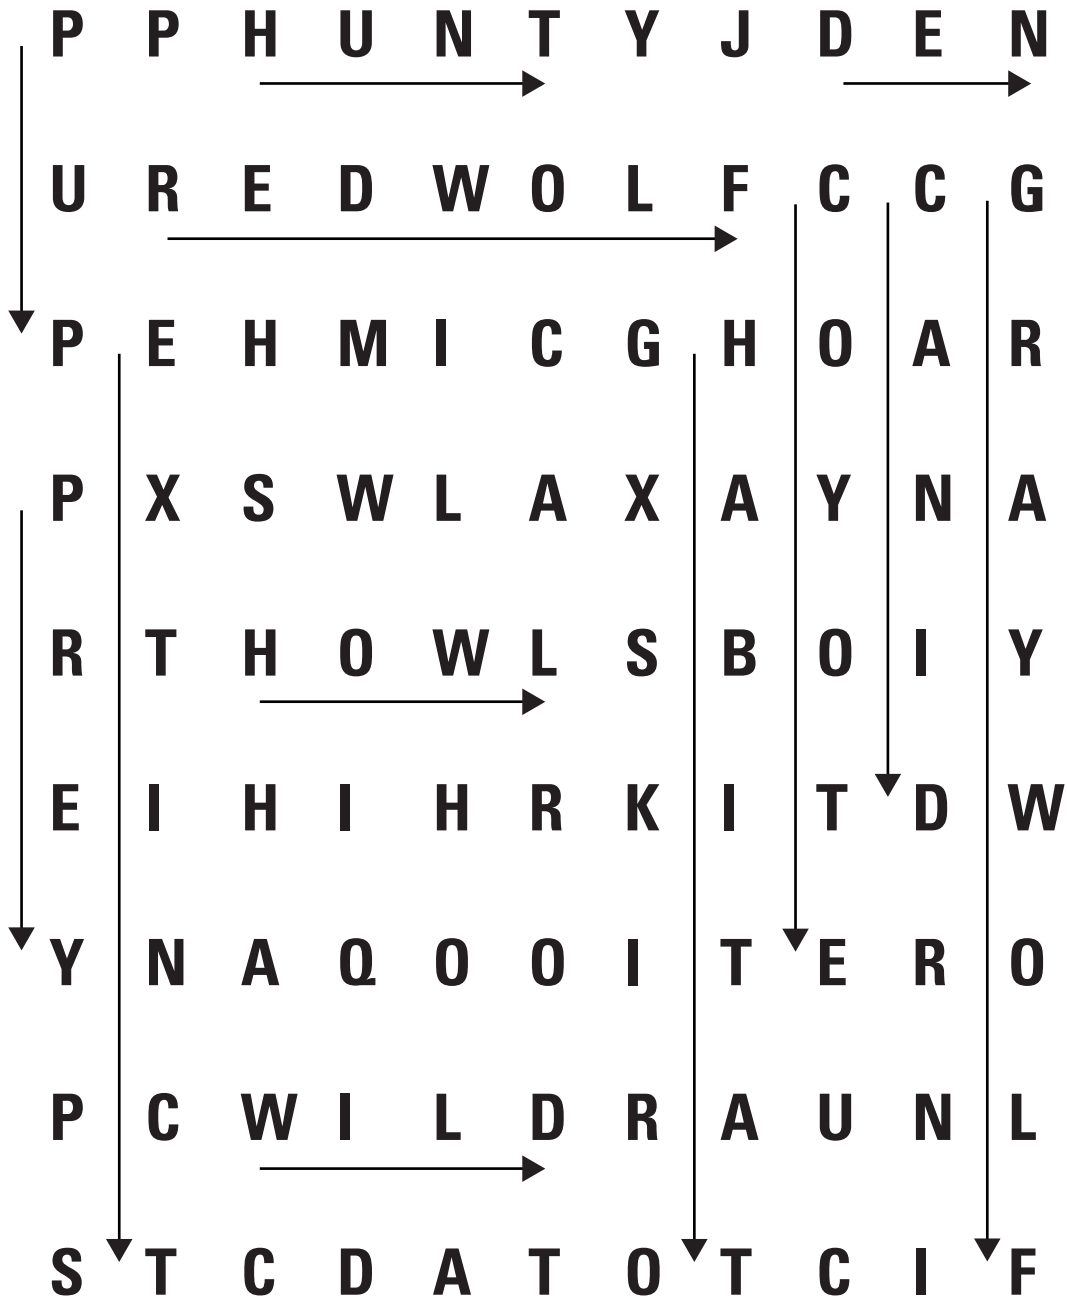 P P H U N T Y J D E N
U R E D W O L F C C G
P E H M I C G H O A R
P X S W L A X A Y N A
R T H O W L S B O I Y
E I H I H R K I T D W
Y N A Q O O I T E R O
P C W I L D R A U N L
S T C D A T O T C I F